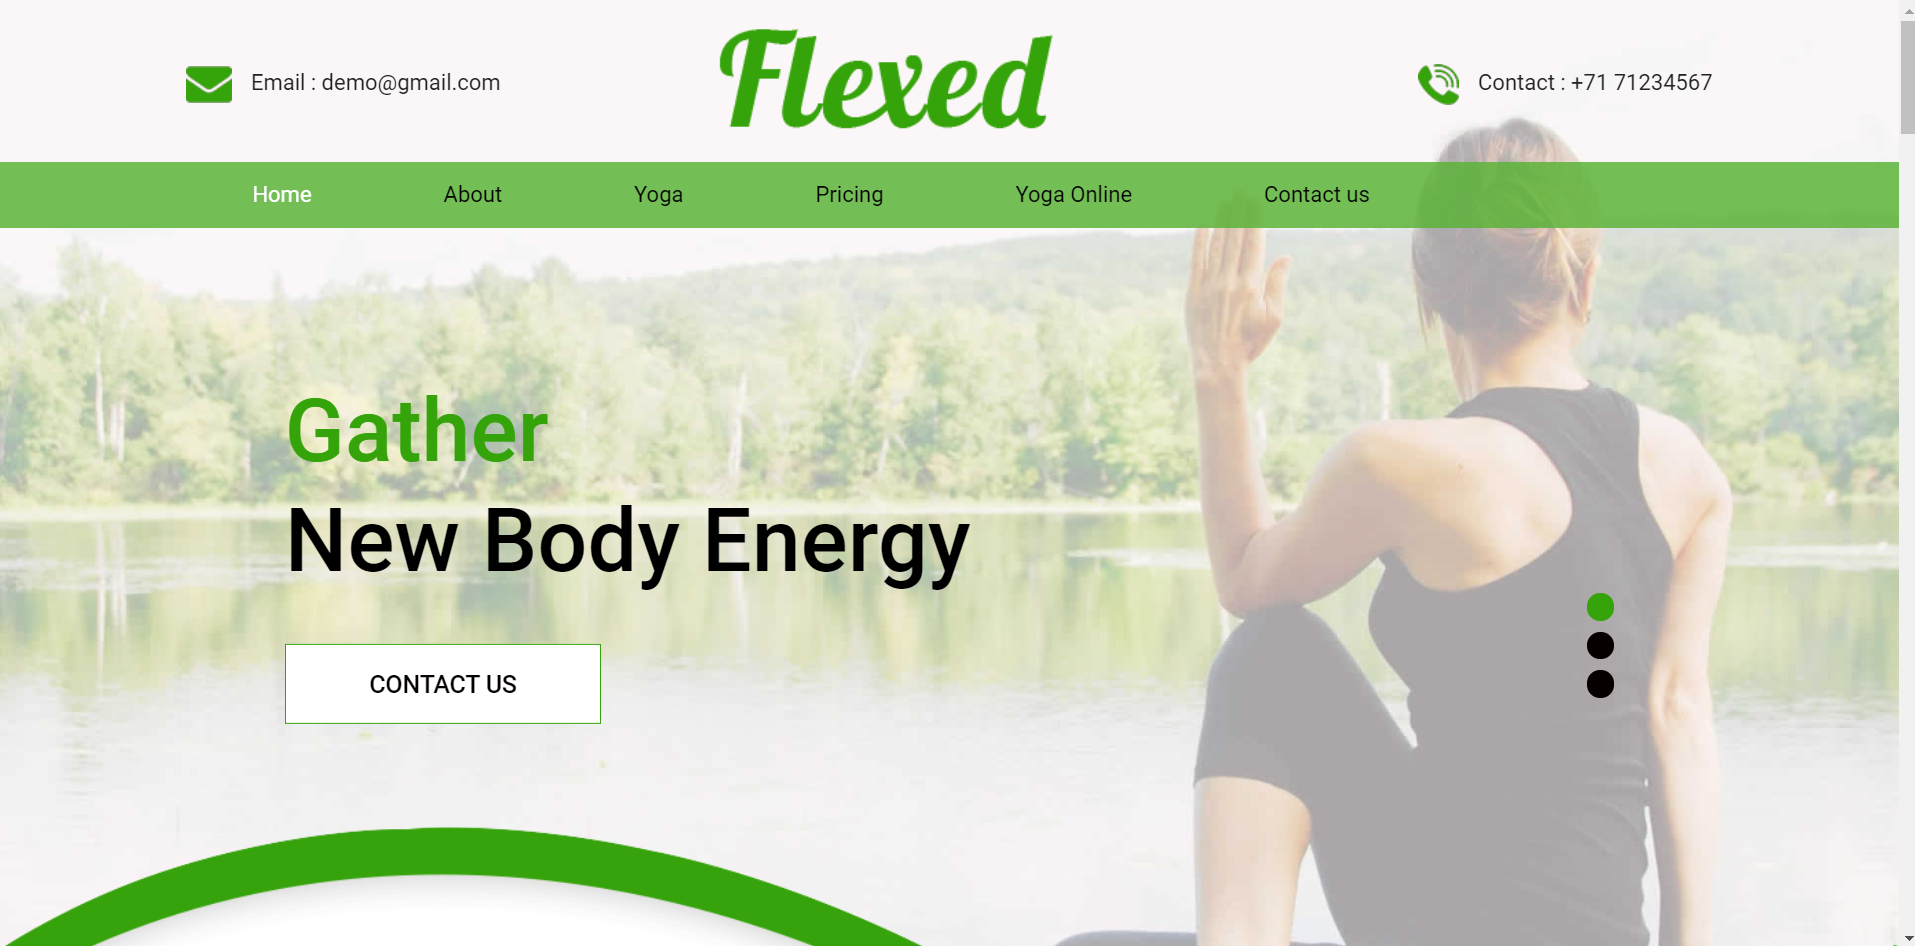 Email : demo@gmail.com
Flexed
Contact : +71 71234567
Home About Yoga Pricing Yoga Online Contact us
Gather
New Body Energy
CONTACT US